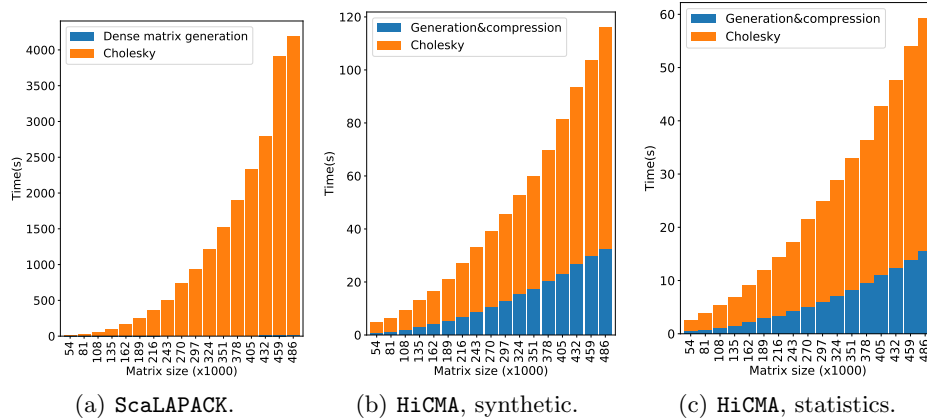 Dense matrix generation
Cholesky
Time(s)
4000
3500
3000
2500
2000
1500
1000
500
0
54 81 108 135 162 189 216 243 270 297 324 351 378 405 432 459 486
Matrix size (x1000)
(a) ScaLAPACK.
Generation&compression
Cholesky
Time(s)
120
100
80
60
40
20
0
54 81 108 135 162 189 216 243 270 297 324 351 378 405 432 459 486
Matrix size (x1000)
(b) HiCMA, synthetic.
Generation&compression
Cholesky
Time(s)
60
50
40
30
20
10
0
54 81 108 135 162 189 216 243 270 297 324 351 378 405 432 459 486
Matrix size (x1000)
(c) HiCMA, statistics.